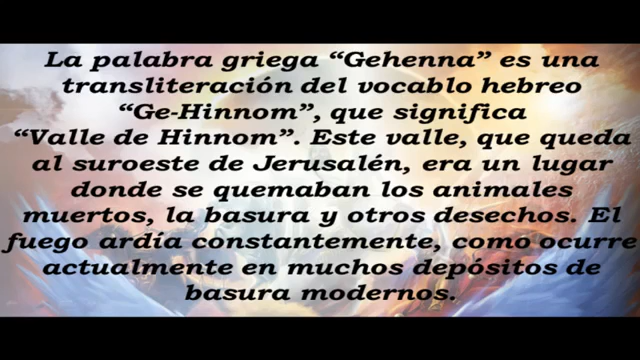 La palabra griega “Gehenna” es una
transliteración del vocablo hebreo
“Ge-Hinnom”, que significa
“Valle de Hinnom”. Este valle, que queda
al suroeste de Jerusalén, era un lugar
donde se quemaban los animales
muertos, la basura y otros desechos. El
fuego ardía constantemente, como ocurre
actualmente en muchos depósitos de
basura modernos.